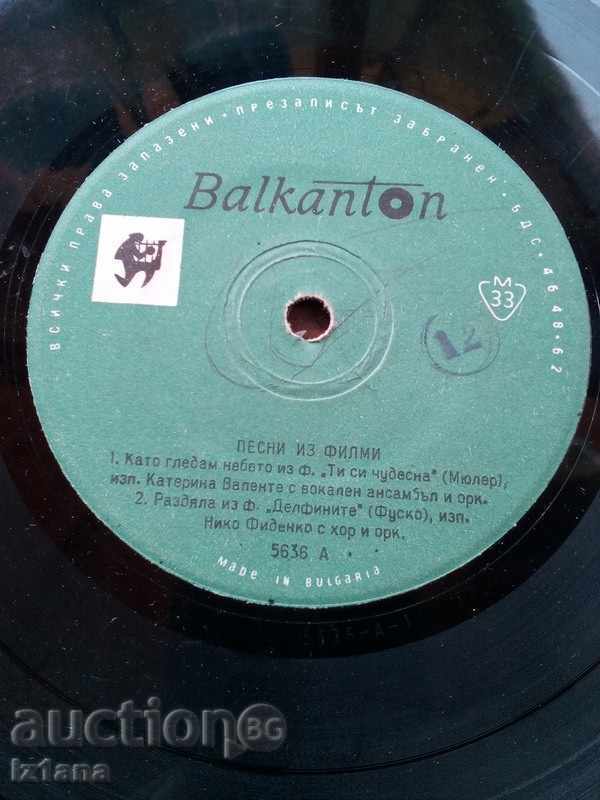 ВСИЧКИ ПРАВА ЗАПАЗЕНИ · ПРЕЗАПИСЪТ ЗАБРАНЕН · БДС · 4648·62
Balkanton
M
33
12
ПЕСНИ ИЗ ФИЛМИ
1. Като гледам небето из ф. „Ти си чудесна" (Мюлер),
изп. Катерина Валенте с вокален ансамбъл и орк.
2. Раздяла из ф. „Делфините" (Фуско), изп.
Нико Фиденко с хор и орк.
5636 А
MADE IN BULGARIA
auctionBG
iz1ana